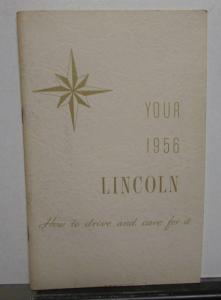 YOUR
1956
LINCOLN
How to drive and care for it